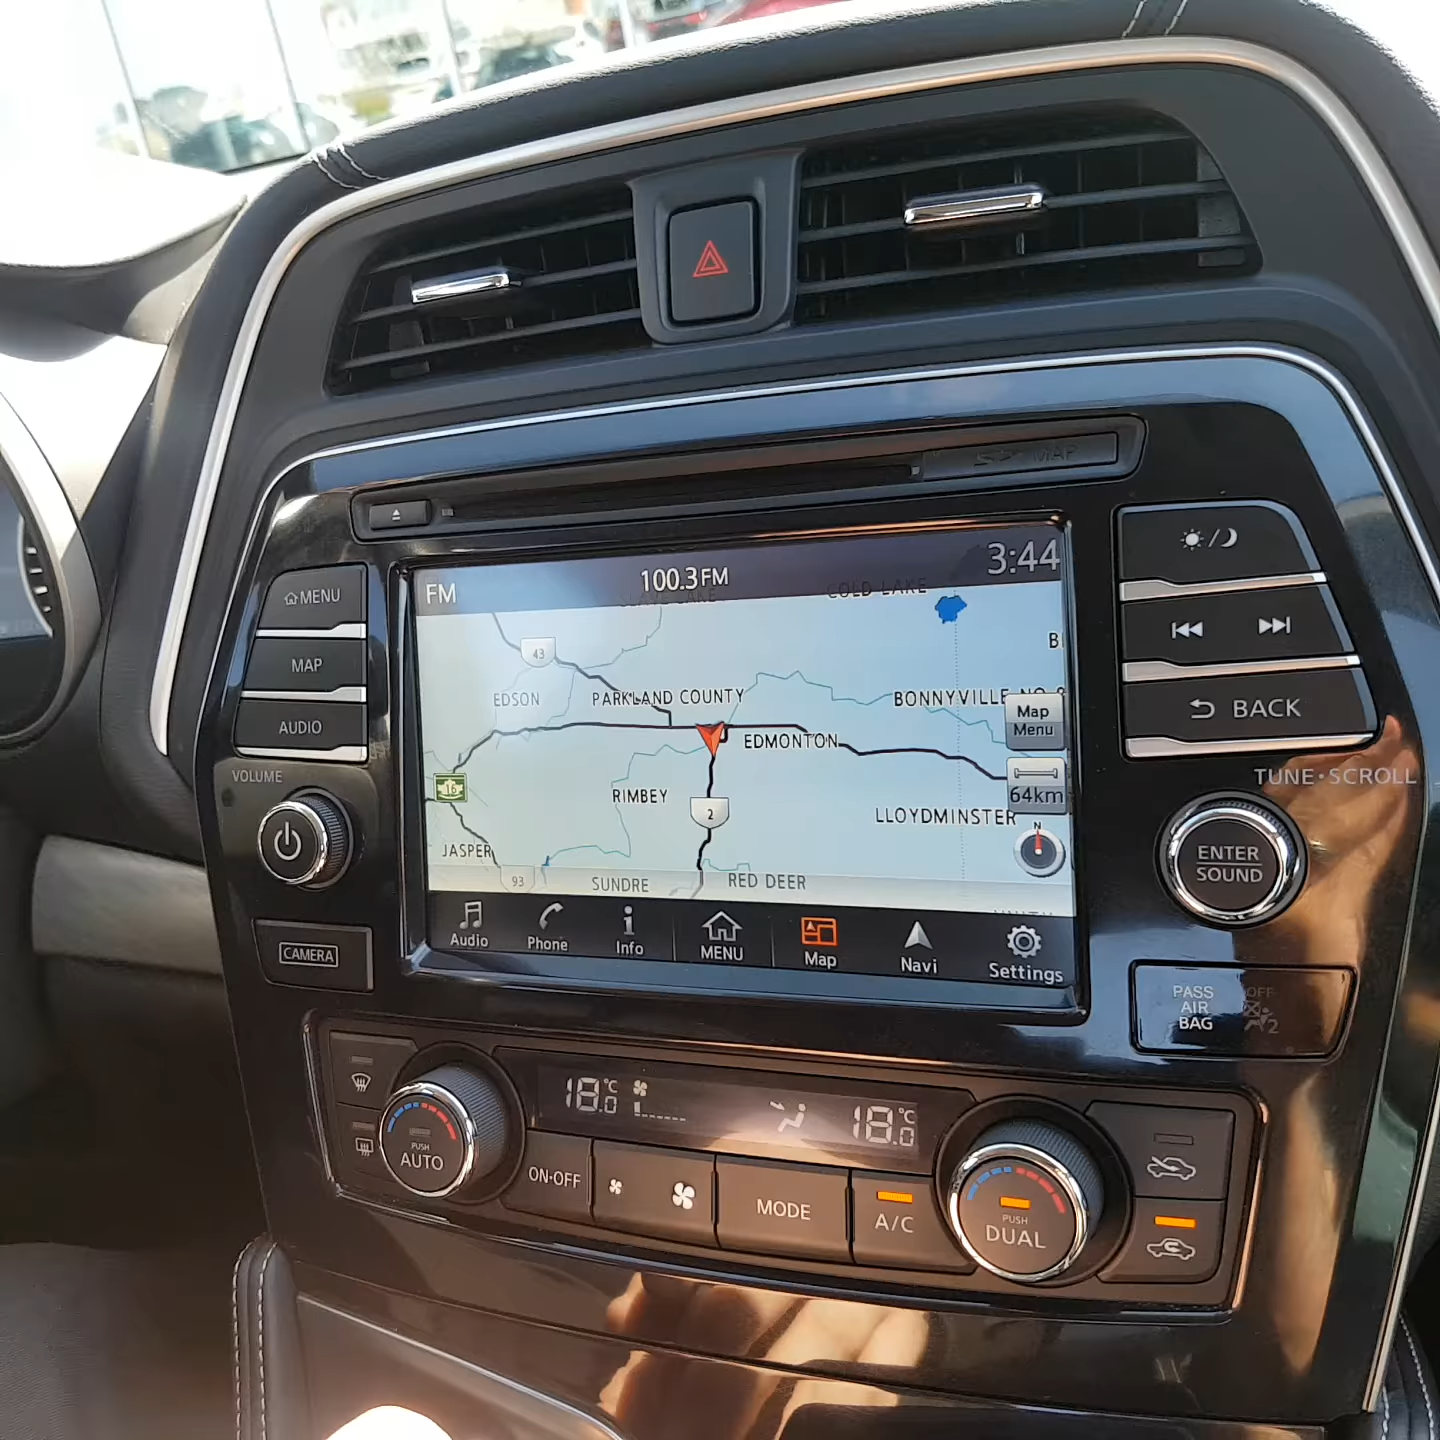 MAP
FM
100.3FM
3:44
COLD LAKE
43
EDSON
PARKLAND COUNTY
BONNYVILLE NO
Map
Menu
EDMONTON
16
64km
RIMBEY
2
LLOYDMINSTER
N
JASPER
93
SUNDRE
RED DEER
Audio
Phone
Info
MENU
Map
Navi
Settings
MENU
MAP
AUDIO
VOLUME
CAMERA
BACK
TUNE·SCROLL
ENTER
SOUND
PASS
AIR
BAG
OFF
2
18.0°C
18.0°C
PUSH
AUTO
ON·OFF
MODE
A/C
PUSH
DUAL